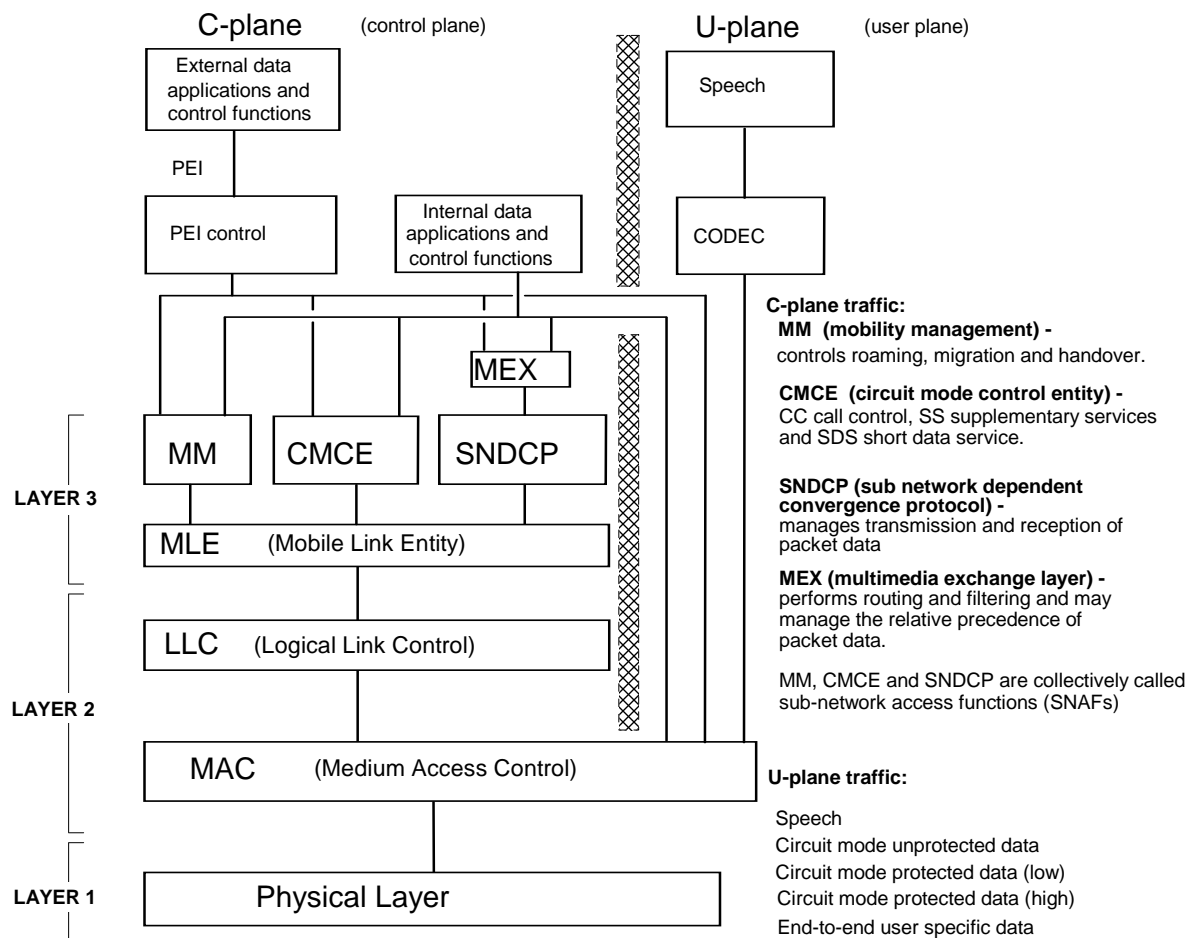 C-plane (control plane)
U-plane (user plane)
External data
applications and
control functions
Speech
PEI
PEI control
Internal data
applications and
control functions
CODEC
MEX
MM
CMCE
SNDCP
LAYER 3
MLE (Mobile Link Entity)
LLC (Logical Link Control)
LAYER 2
MAC (Medium Access Control)
LAYER 1
Physical Layer
C-plane traffic:
MM (mobility management) -
controls roaming, migration and handover.
CMCE (circuit mode control entity) -
CC call control, SS supplementary services
and SDS short data service.
SNDCP (sub network dependent
convergence protocol) -
manages transmission and reception of
packet data
MEX (multimedia exchange layer) -
performs routing and filtering and may
manage the relative precedence of
packet data.
MM, CMCE and SNDCP are collectively called
sub-network access functions (SNAFs)
U-plane traffic:
Speech
Circuit mode unprotected data
Circuit mode protected data (low)
Circuit mode protected data (high)
End-to-end user specific data